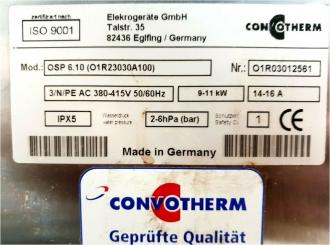 zertifiziert nach
ISO 9001
Elekrogeräte GmbH
Talstr. 35
82436 Eglfing / Germany
CONVOTHERM
Mod.: OSP 6.10 (O1R23030A100) Nr.: O1R03012561
3/N/PE AC 380-415V 50/60Hz 9-11 kW 14-16 A
IPX5 Wasserdruck water pressure 2-6hPa (bar) Schutzkl. Safety Cl. 1 CE
Made in Germany
CONVOTHERM
Geprüfte Qualität